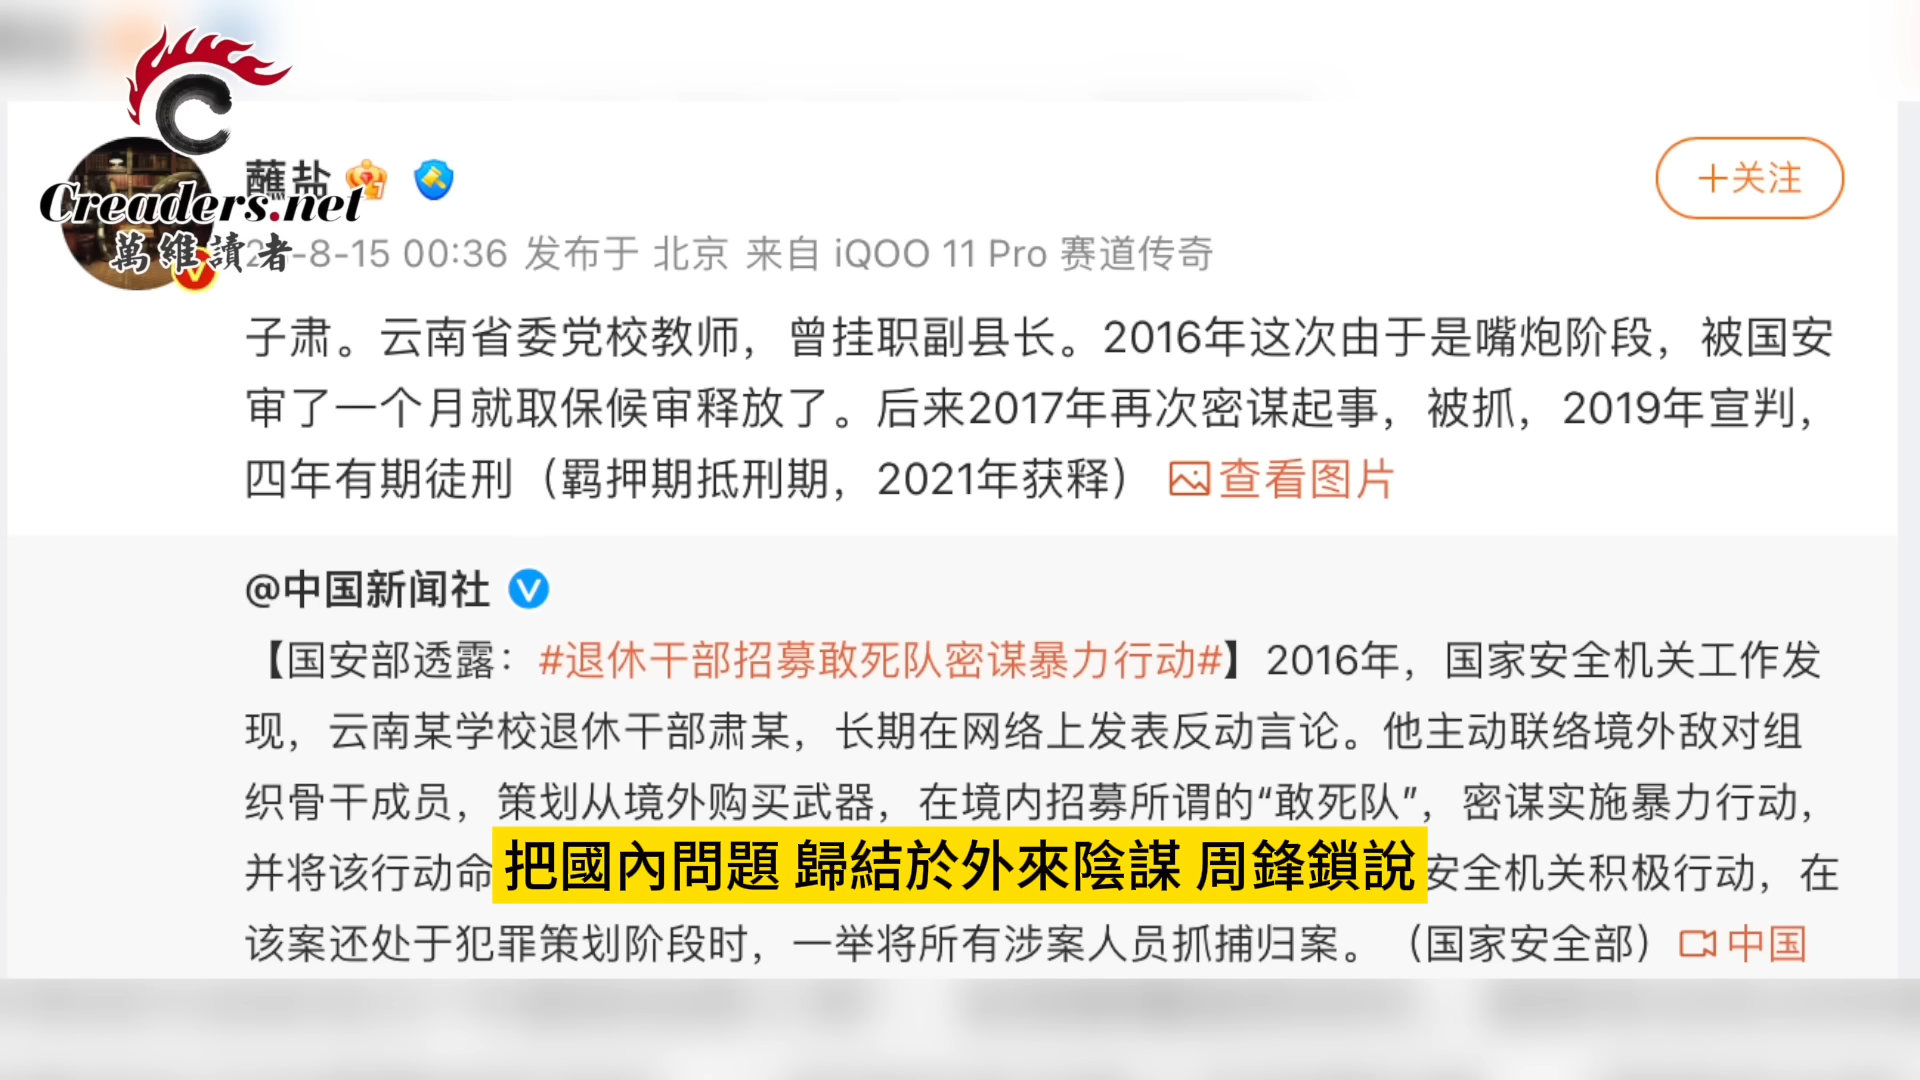 Creaders.net
萬維讀者
蘸盐
-8-15 00:36 发布于 北京 来自 iQOO 11 Pro 赛道传奇
+关注
子肃。云南省委党校教师，曾挂职副县长。2016年这次由于是嘴炮阶段，被国安
审了一个月就取保候审释放了。后来2017年再次密谋起事，被抓，2019年宣判，
四年有期徒刑（羁押期抵刑期，2021年获释） 查看图片
@中国新闻社
【国安部透露：#退休干部招募敢死队密谋暴力行动#】2016年，国家安全机关工作发
现，云南某学校退休干部肃某，长期在网络上发表反动言论。他主动联络境外敌对组
织骨干成员，策划从境外购买武器，在境内招募所谓的“敢死队”，密谋实施暴力行动，
并将该行动命
把國內問題 歸結於外來陰謀 周鋒鎖說
安全机关积极行动，在
该案还处于犯罪策划阶段时，一举将所有涉案人员抓捕归案。（国家安全部） 中国